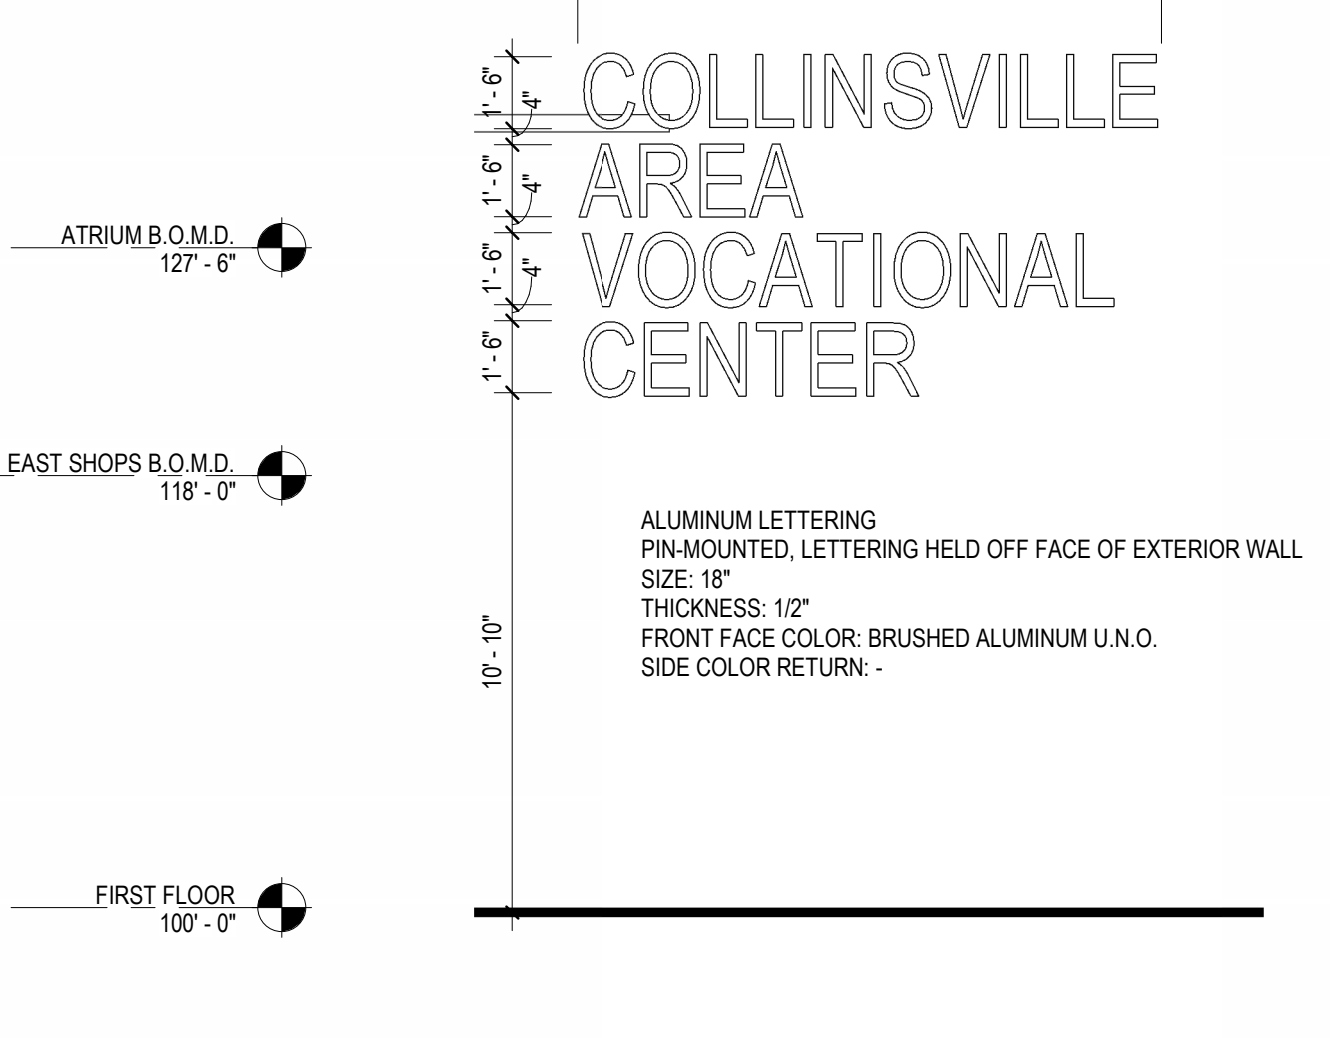 1' - 6"
4"
COLLINSVILLE
1' - 6"
4"
AREA
ATRIUM B.O.M.D.
127' - 6"
1' - 6"
4"
VOCATIONAL
1' - 6"
CENTER
EAST SHOPS B.O.M.D.
118' - 0"
ALUMINUM LETTERING
PIN-MOUNTED, LETTERING HELD OFF FACE OF EXTERIOR WALL
SIZE: 18"
THICKNESS: 1/2"
FRONT FACE COLOR: BRUSHED ALUMINUM U.N.O.
SIDE COLOR RETURN: -
10' - 10"
FIRST FLOOR
100' - 0"